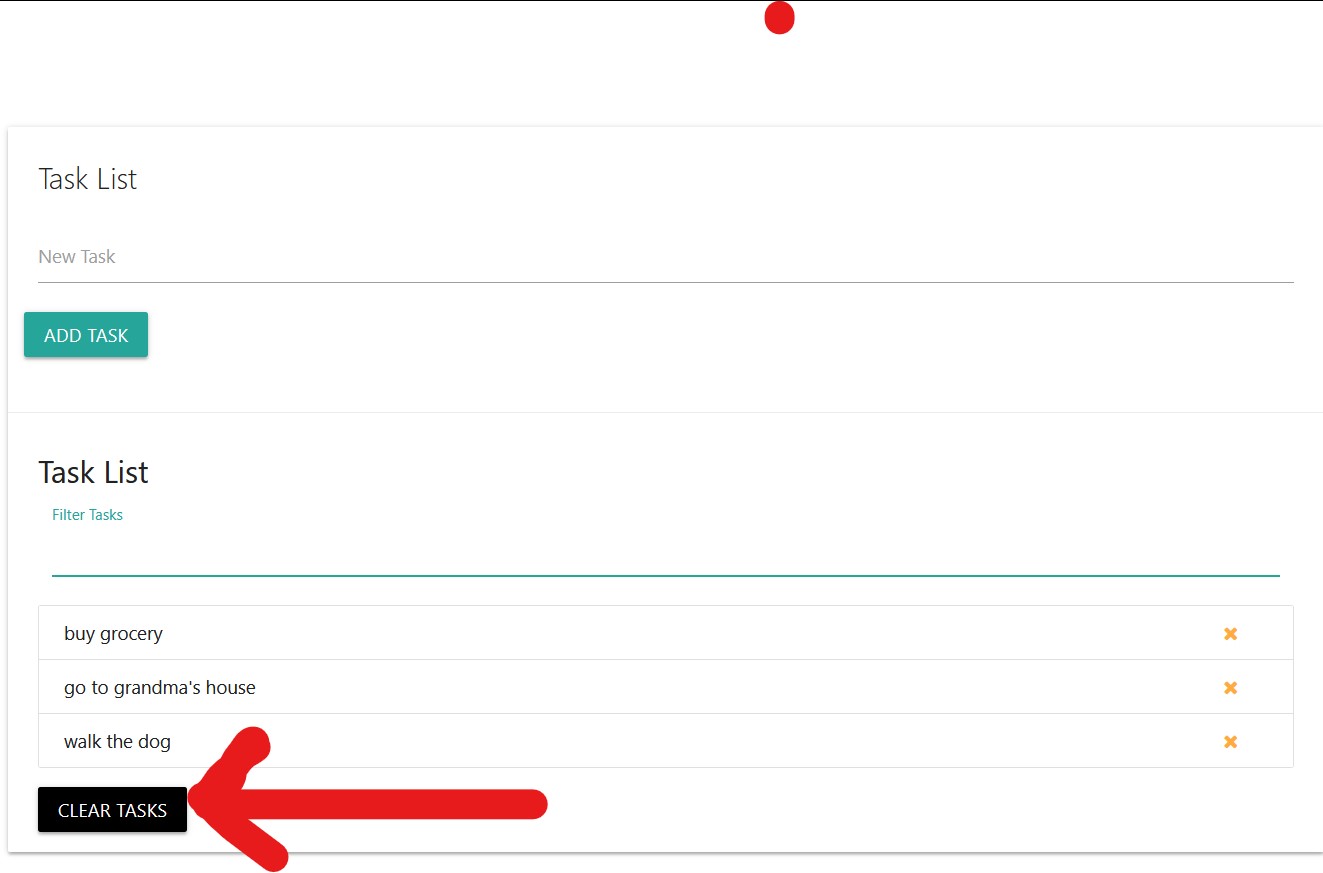 Task List
New Task
ADD TASK
Task List
Filter Tasks
buy grocery
go to grandma's house
walk the dog
CLEAR TASKS